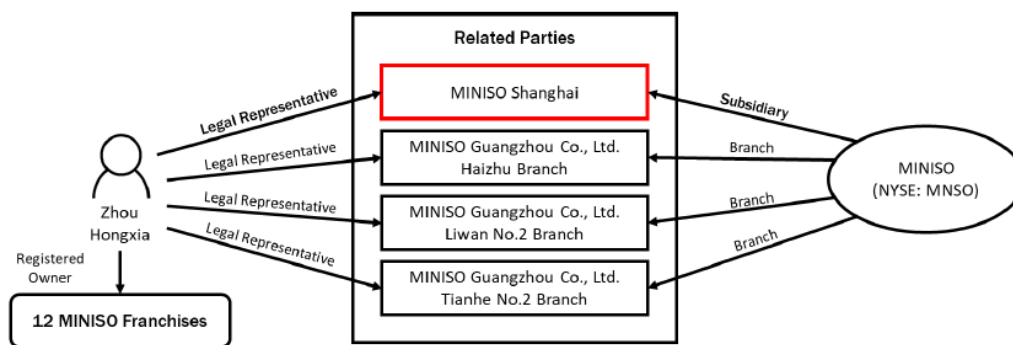 Related Parties
Legal Representative
MINISO Shanghai
Subsidiary
Legal Representative
MINISO Guangzhou Co., Ltd.
Haizhu Branch
Branch
MINISO
(NYSE: MNSO)
Zhou
Hongxia
Legal Representative
MINISO Guangzhou Co., Ltd.
Liwan No.2 Branch
Branch
Legal Representative
MINISO Guangzhou Co., Ltd.
Tianhe No.2 Branch
Branch
Registered
Owner
12 MINISO Franchises